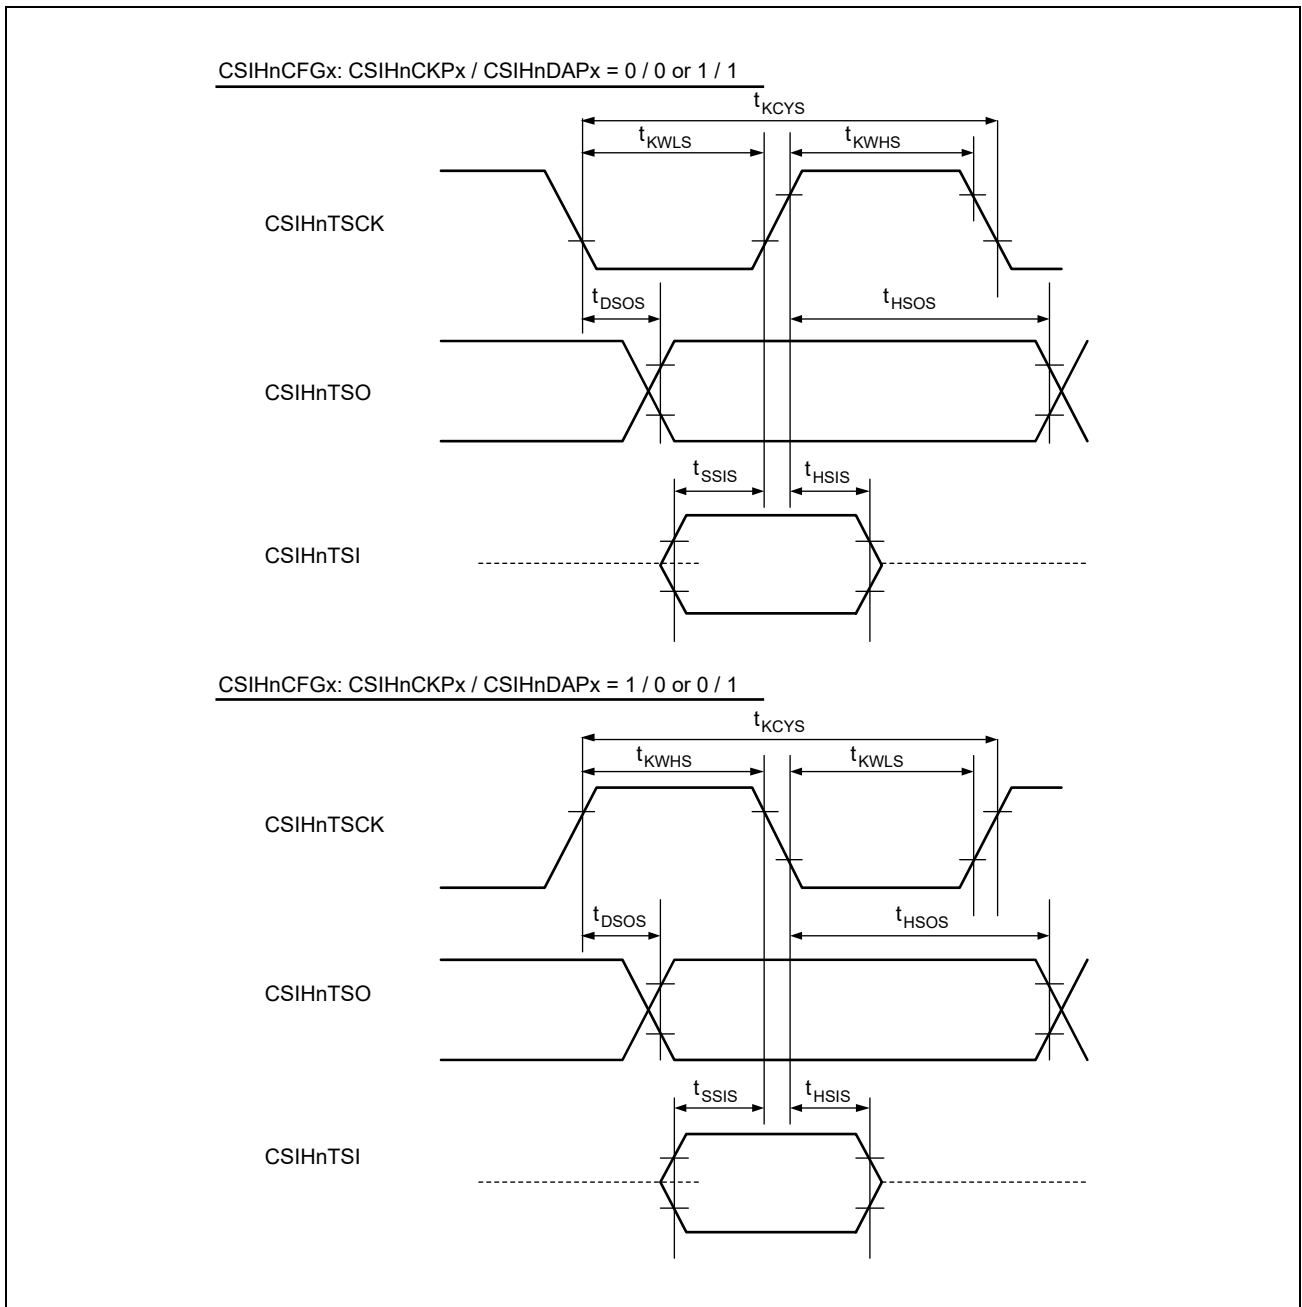 CSIHnCFGx: CSIHnCKPx / CSIHnDAPx = 0 / 0 or 1 / 1
tKCYS
tKWLS
tKWHS
CSIHnTSCK
tDSOS
tHSOS
CSIHnTSO
tSSIS
tHSIS
CSIHnTSI
CSIHnCFGx: CSIHnCKPx / CSIHnDAPx = 1 / 0 or 0 / 1
tKCYS
tKWHS
tKWLS
CSIHnTSCK
tDSOS
tHSOS
CSIHnTSO
tSSIS
tHSIS
CSIHnTSI